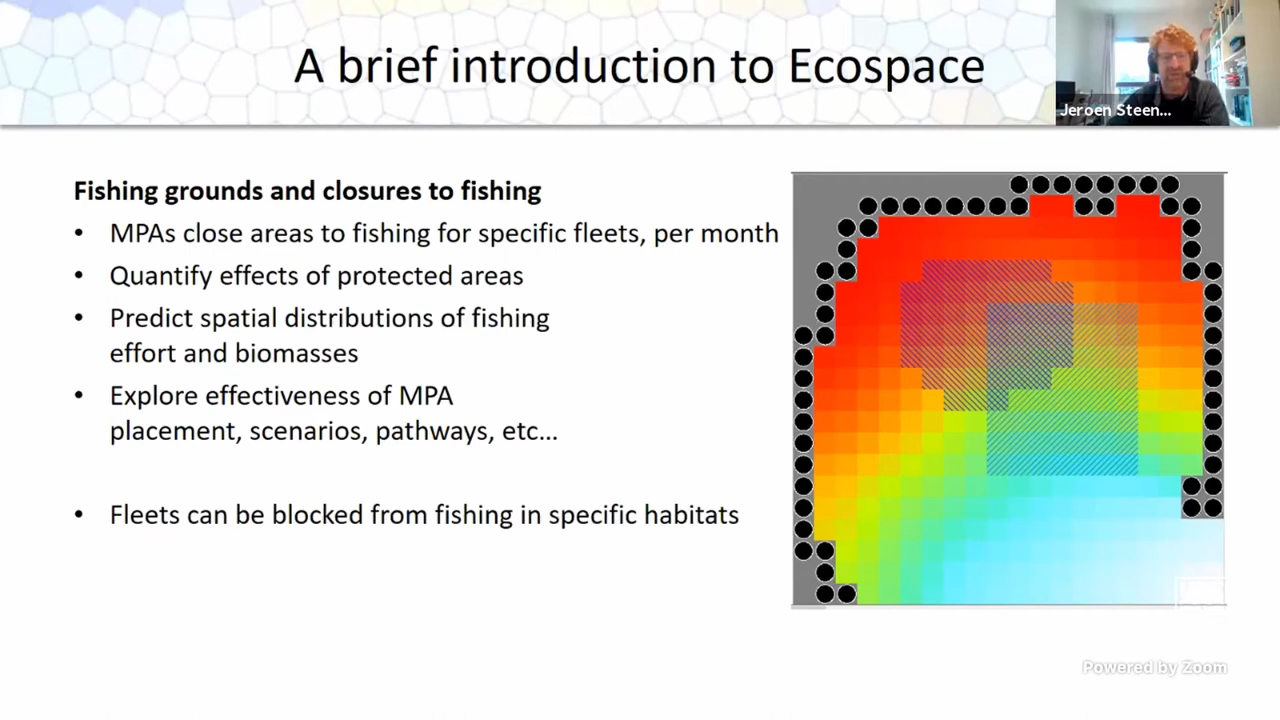 A brief introduction to Ecospace
Jeroen Steen...
Fishing grounds and closures to fishing
• MPAs close areas to fishing for specific fleets, per month
• Quantify effects of protected areas
• Predict spatial distributions of fishing
effort and biomasses
• Explore effectiveness of MPA
placement, scenarios, pathways, etc...
• Fleets can be blocked from fishing in specific habitats
Powered by Zoom